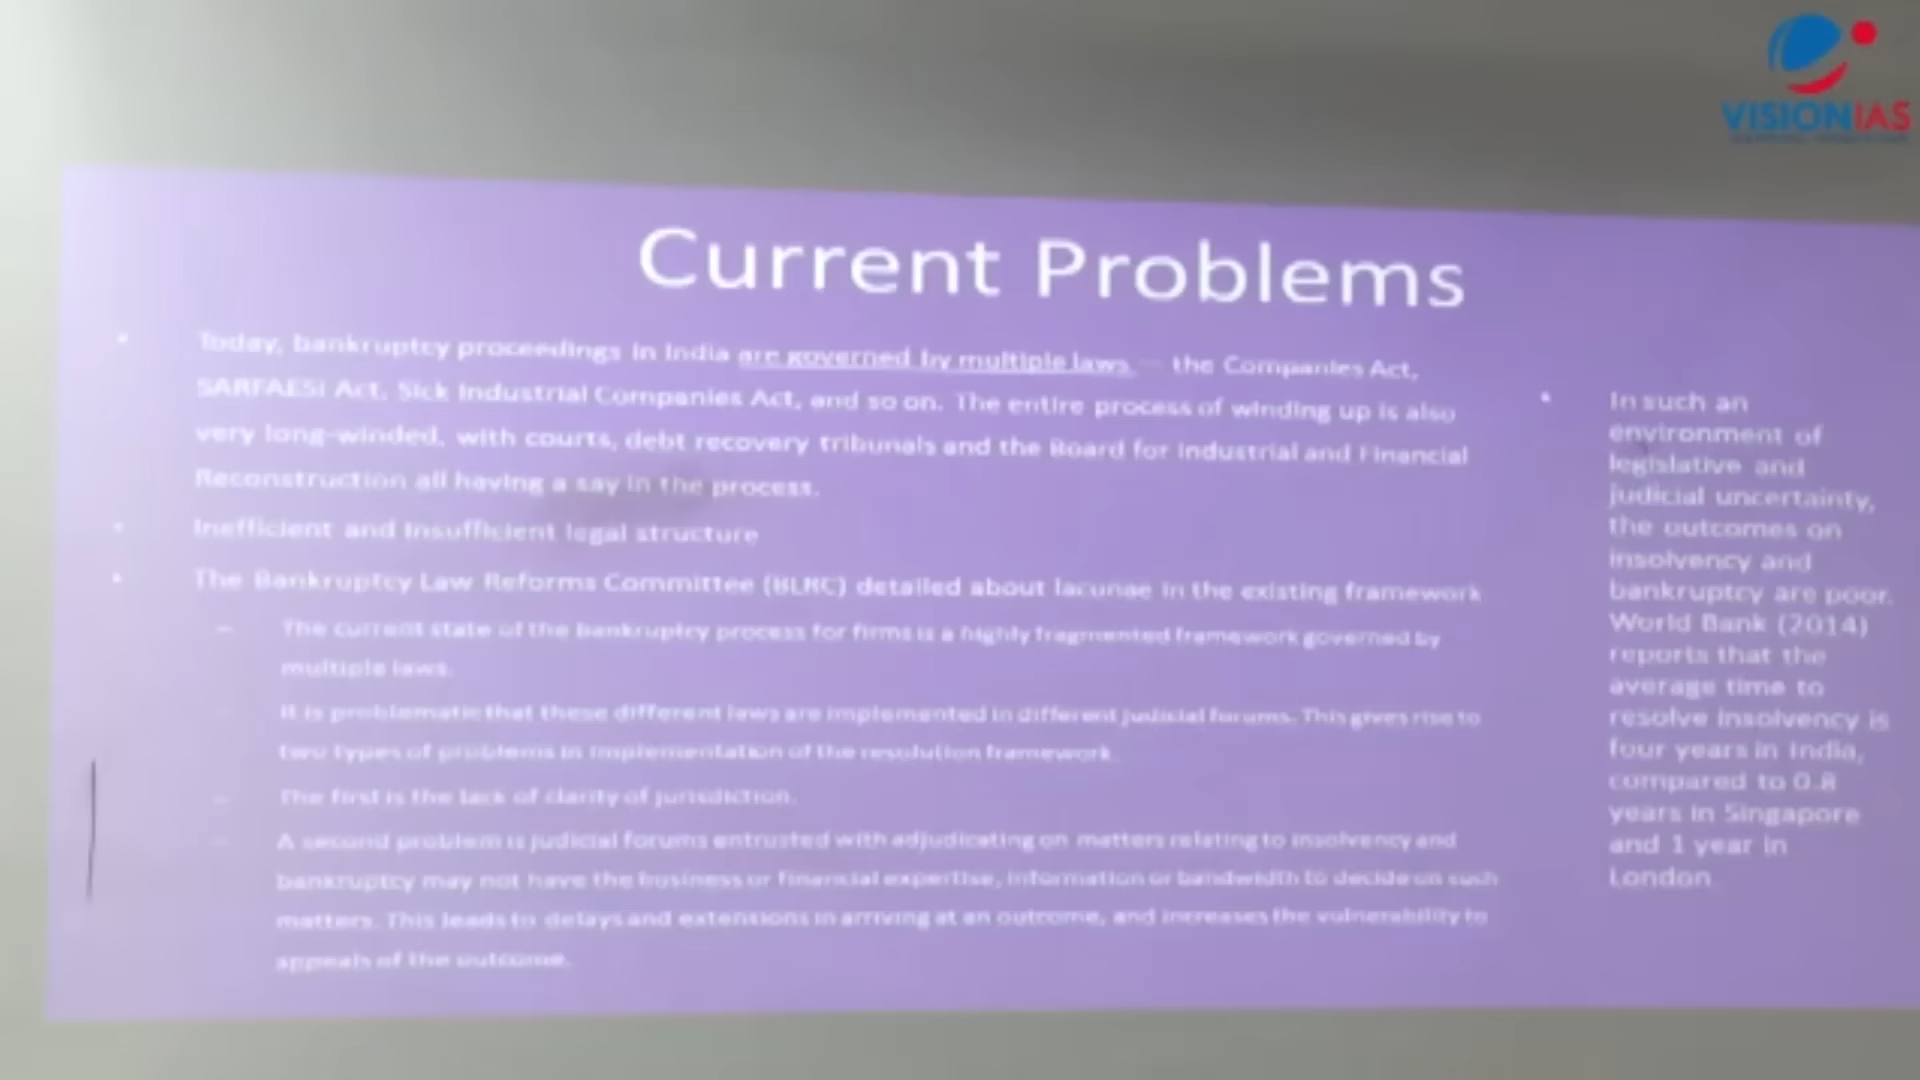 VISIONIAS
Current Problems
• Today, bankruptcy proceedings in India are governed by multiple laws — the Companies Act,
SARFAESI Act, Sick Industrial Companies Act, and so on. The entire process of winding up is also
very long-winded, with courts, debt recovery tribunals and the Board for Industrial and Financial
Reconstruction all having a say in the process.
• Inefficient and Insufficient legal structure
• The Bankruptcy Law Reforms Committee (BLRC) detailed about lacunae in the existing framework
– The current state of the bankruptcy process for firms is a highly fragmented framework governed by
multiple laws.
– It is problematic that these different laws are implemented in different judicial forums. This gives rise to
two types of problems in implementation of the resolution framework.
– The first is the lack of clarity of jurisdiction.
– A second problem is judicial forums entrusted with adjudicating on matters relating to insolvency and
bankruptcy may not have the business or financial expertise, information or bandwidth to decide on such
matters. This leads to delays and extensions in arriving at an outcome, and increases the vulnerability to
appeals of the outcome.
• In such an
environment of
legislative and
judicial uncertainty,
the outcomes on
insolvency and
bankruptcy are poor.
World Bank (2014)
reports that the
average time to
resolve insolvency is
four years in India,
compared to 0.8
years in Singapore
and 1 year in
London